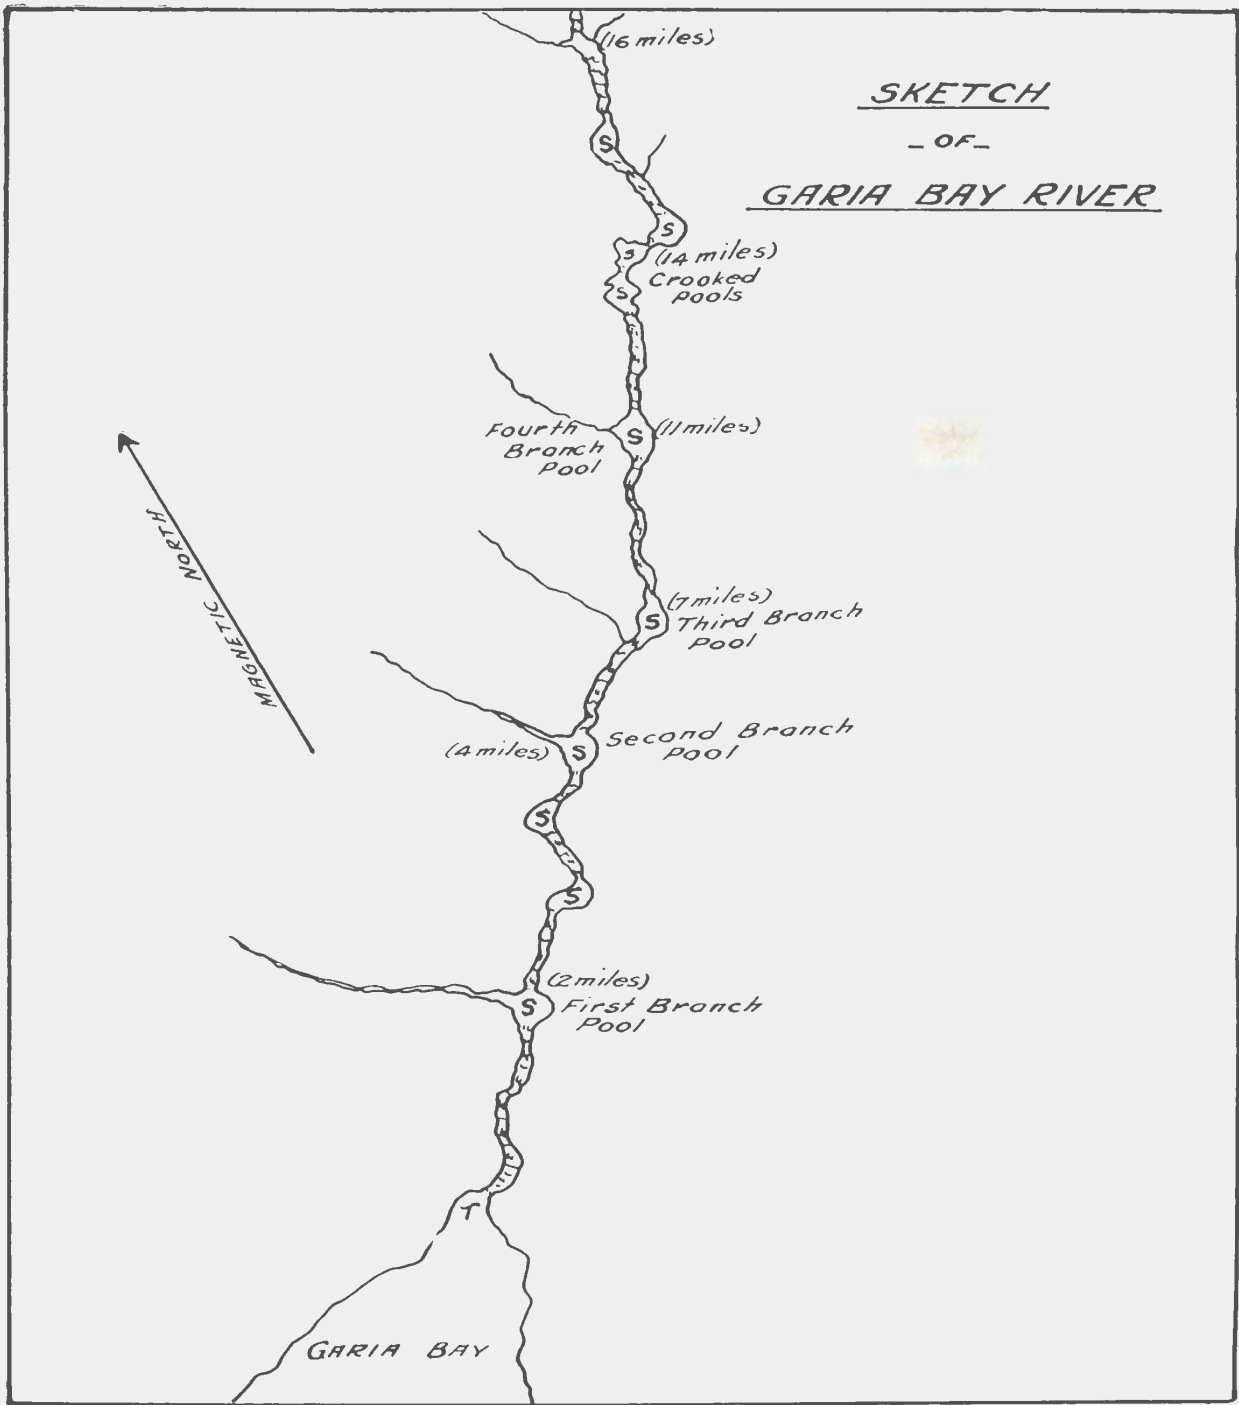 (16 miles)
SKETCH
- OF -
GARIA BAY RIVER
S
S
S
(14 miles)
Crooked
Pools
S
Fourth
Branch
Pool
S
(11 miles)
MAGNETIC NORTH
(7 miles)
S
Third Branch
Pool
Second Branch
Pool
(4 miles)
S
S
S
(2 miles)
S
First Branch
Pool
T
GARIA BAY